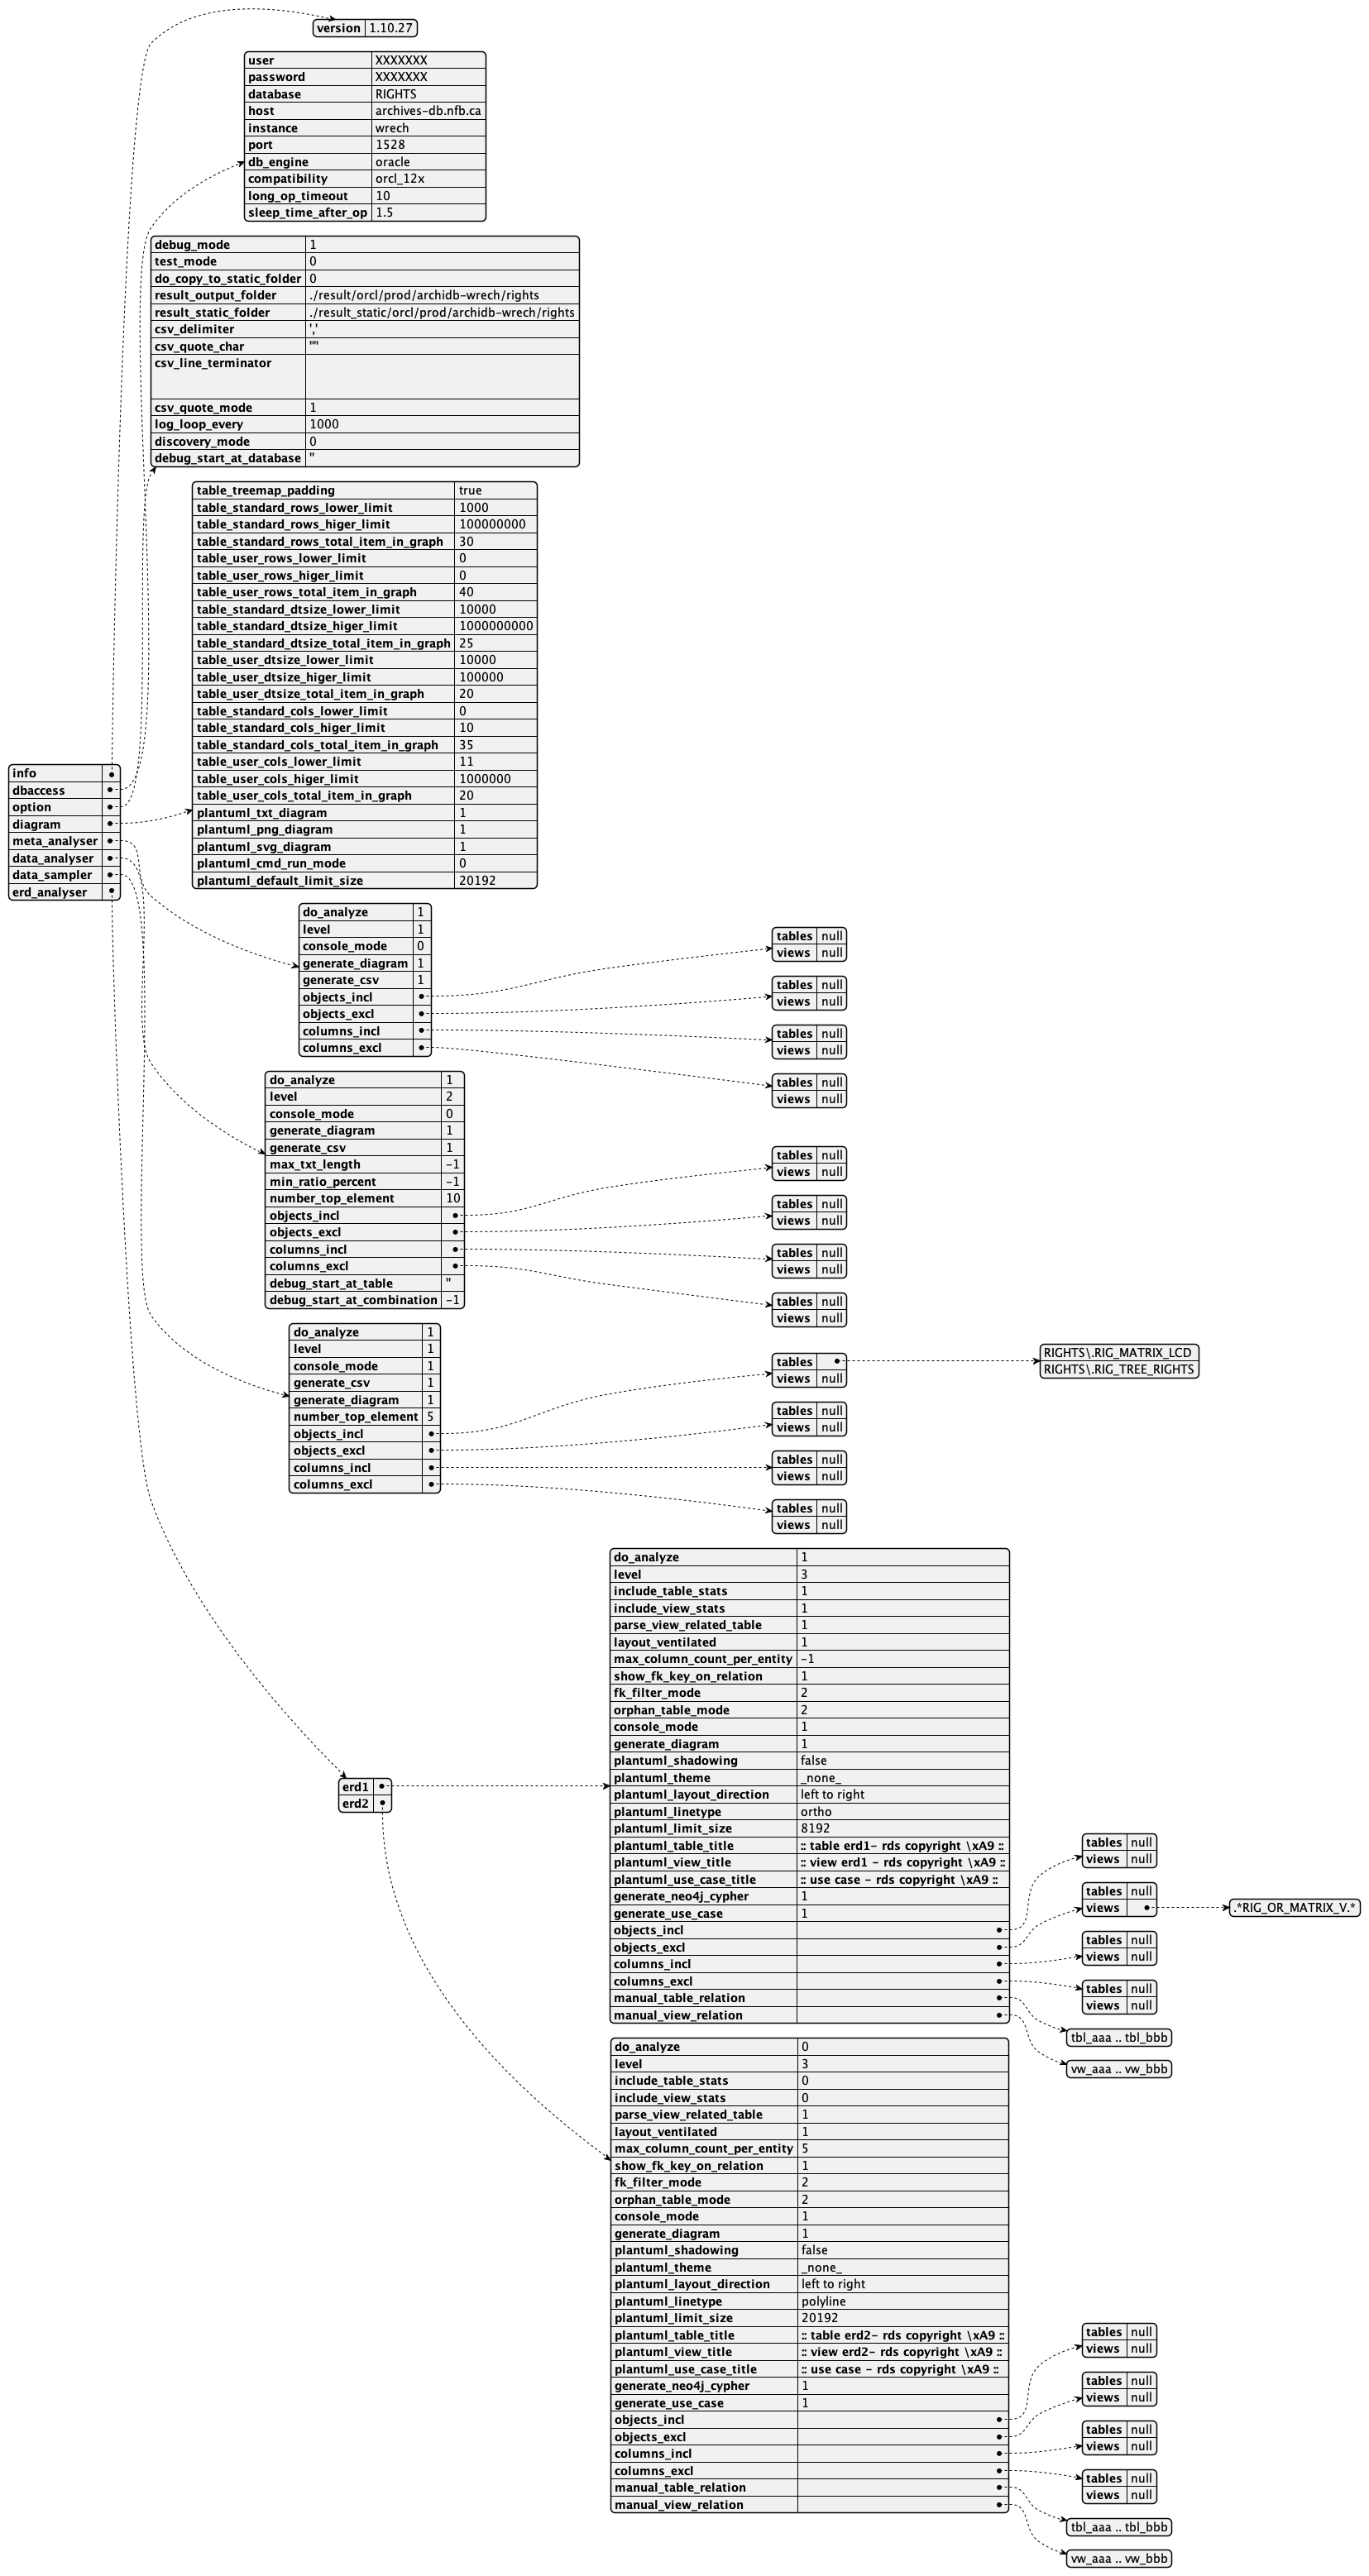 version 1.10.27
user XXXXXXX
password XXXXXXX
database RIGHTS
host archives-db.nfb.ca
instance wrech
port 1528
db_engine oracle
compatibility orcl_12x
long_op_timeout 10
sleep_time_after_op 1.5
debug_mode 1
test_mode 0
do_copy_to_static_folder 0
result_output_folder ./result/orcl/prod/archidb-wrech/rights
result_static_folder ./result_static/orcl/prod/archidb-wrech/rights
csv_delimiter ','
csv_quote_char '"'
csv_line_terminator
csv_quote_mode 1
log_loop_every 1000
discovery_mode 0
debug_start_at_database ''
table_treemap_padding true
table_standard_rows_lower_limit 1000
table_standard_rows_higer_limit 100000000
table_standard_rows_total_item_in_graph 30
table_user_rows_lower_limit 0
table_user_rows_higer_limit 0
table_user_rows_total_item_in_graph 40
table_standard_dtsize_lower_limit 10000
table_standard_dtsize_higer_limit 1000000000
table_standard_dtsize_total_item_in_graph 25
table_user_dtsize_lower_limit 10000
table_user_dtsize_higer_limit 100000
table_user_dtsize_total_item_in_graph 20
table_standard_cols_lower_limit 0
table_standard_cols_higer_limit 10
table_standard_cols_total_item_in_graph 35
table_user_cols_lower_limit 11
table_user_cols_higer_limit 1000000
table_user_cols_total_item_in_graph 20
plantuml_txt_diagram 1
plantuml_png_diagram 1
plantuml_svg_diagram 1
plantuml_cmd_run_mode 0
plantuml_default_limit_size 20192
info
dbaccess
option
diagram
meta_analyser
data_analyser
data_sampler
erd_analyser
do_analyze 1
level 1
console_mode 0
generate_diagram 1
generate_csv 1
objects_incl
objects_excl
columns_incl
columns_excl
tables null
views null
tables null
views null
tables null
views null
tables null
views null
do_analyze 1
level 2
console_mode 0
generate_diagram 1
generate_csv 1
max_txt_length -1
min_ratio_percent -1
number_top_element 10
objects_incl
objects_excl
columns_incl
columns_excl
debug_start_at_table ''
debug_start_at_combination -1
tables null
views null
tables null
views null
tables null
views null
tables null
views null
do_analyze 1
level 1
console_mode 1
generate_csv 1
generate_diagram 1
number_top_element 5
objects_incl
objects_excl
columns_incl
columns_excl
tables
views null
RIGHTS\.RIG_MATRIX_LCD
RIGHTS\.RIG_TREE_RIGHTS
tables null
views null
tables null
views null
tables null
views null
erd1
erd2
do_analyze 1
level 3
include_table_stats 1
include_view_stats 1
parse_view_related_table 1
layout_ventilated 1
max_column_count_per_entity -1
show_fk_key_on_relation 1
fk_filter_mode 2
orphan_table_mode 2
console_mode 1
generate_diagram 1
plantuml_shadowing false
plantuml_theme _none_
plantuml_layout_direction left to right
plantuml_linetype ortho
plantuml_limit_size 8192
plantuml_table_title :: table erd1- rds copyright \xA9 ::
plantuml_view_title :: view erd1 - rds copyright \xA9 ::
plantuml_use_case_title :: use case - rds copyright \xA9 ::
generate_neo4j_cypher 1
generate_use_case 1
objects_incl
objects_excl
columns_incl
columns_excl
manual_table_relation
manual_view_relation
tables null
views null
tables null
views
.*RIG_OR_MATRIX_V.*
tables null
views null
tables null
views null
tbl_aaa .. tbl_bbb
vw_aaa .. vw_bbb
do_analyze 0
level 3
include_table_stats 0
include_view_stats 0
parse_view_related_table 1
layout_ventilated 1
max_column_count_per_entity 5
show_fk_key_on_relation 1
fk_filter_mode 2
orphan_table_mode 2
console_mode 1
generate_diagram 1
plantuml_shadowing false
plantuml_theme _none_
plantuml_layout_direction left to right
plantuml_linetype polyline
plantuml_limit_size 20192
plantuml_table_title :: table erd2- rds copyright \xA9 ::
plantuml_view_title :: view erd2- rds copyright \xA9 ::
plantuml_use_case_title :: use case - rds copyright \xA9 ::
generate_neo4j_cypher 1
generate_use_case 1
objects_incl
objects_excl
columns_incl
columns_excl
manual_table_relation
manual_view_relation
tables null
views null
tables null
views null
tables null
views null
tables null
views null
tbl_aaa .. tbl_bbb
vw_aaa .. vw_bbb